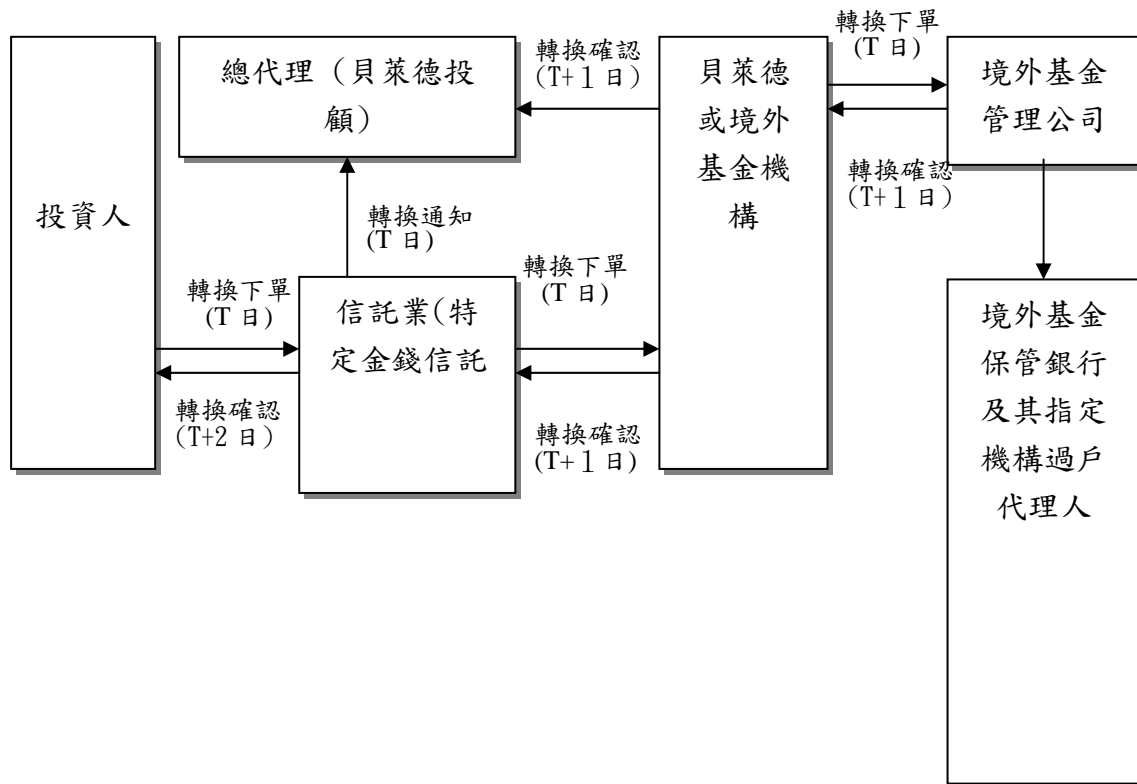 轉換下單
(T 日)
總代理（貝萊德投
顧）
轉換確認
(T+１日)
貝萊德
或境外
基金機
構
境外基金
管理公司
轉換確認
(T+１日)
投資人
轉換通知
(T 日)
轉換下單
(T 日)
轉換下單
(T 日)
信託業(特
定金錢信託
轉換確認
(T+2 日)
轉換確認
(T+１日)
境外基金
保管銀行
及其指定
機構過戶
代理人